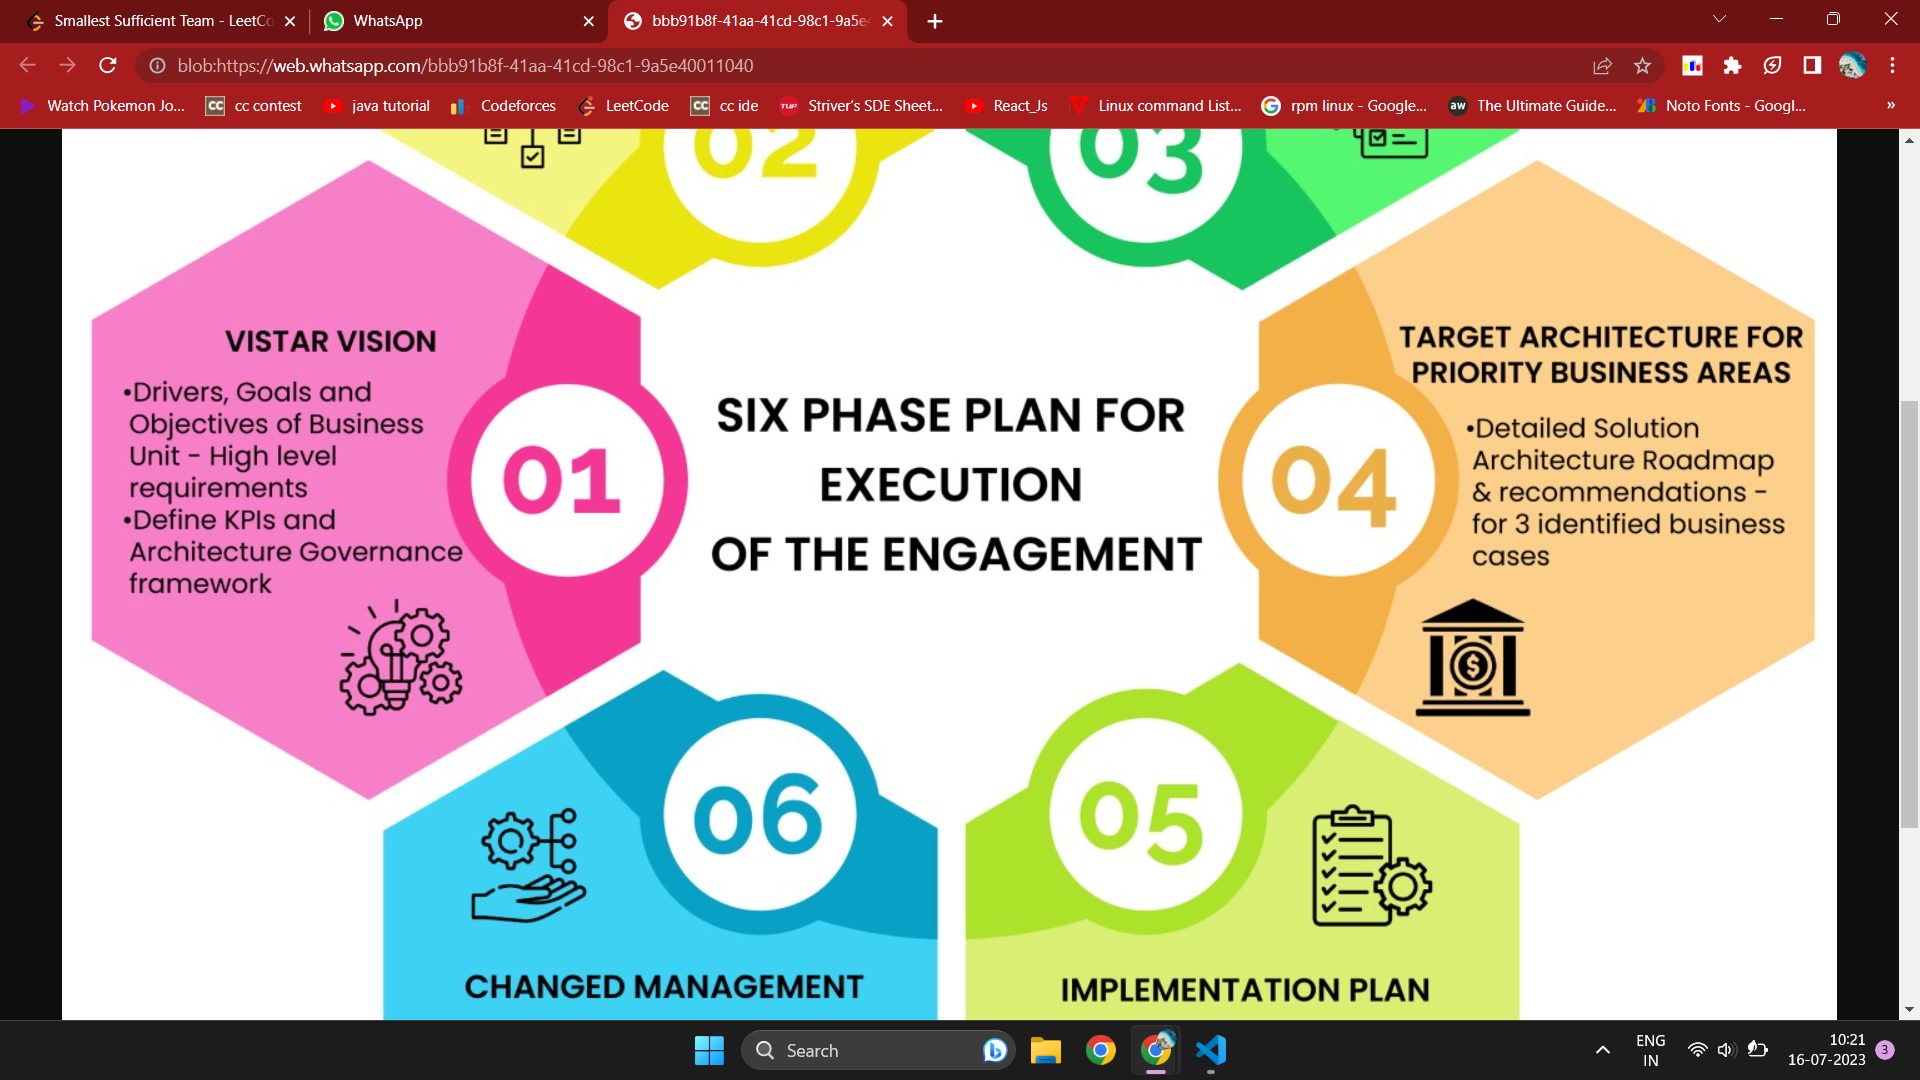 Smallest Sufficient Team - LeetCo
WhatsApp
bbb91b8f-41aa-41cd-98c1-9a5e4
blob:https://web.whatsapp.com/bbb91b8f-41aa-41cd-98c1-9a5e40011040
Watch Pokemon Jo...
CC cc contest
java tutorial
Codeforces
LeetCode
CC cc ide
TUF Striver's SDE Sheet...
React_Js
Linux command List...
rpm linux - Google...
aw The Ultimate Guide...
Noto Fonts - Googl...
»
02
03
VISTAR VISION
•Drivers, Goals and
Objectives of Business
Unit - High level
requirements
•Define KPIs and
Architecture Governance
framework
01
SIX PHASE PLAN FOR
EXECUTION
OF THE ENGAGEMENT
04
TARGET ARCHITECTURE FOR
PRIORITY BUSINESS AREAS
•Detailed Solution
Architecture Roadmap
& recommendations -
for 3 identified business
cases
$
06
CHANGED MANAGEMENT
05
IMPLEMENTATION PLAN
Search
ENG
IN
10:21
16-07-2023
3